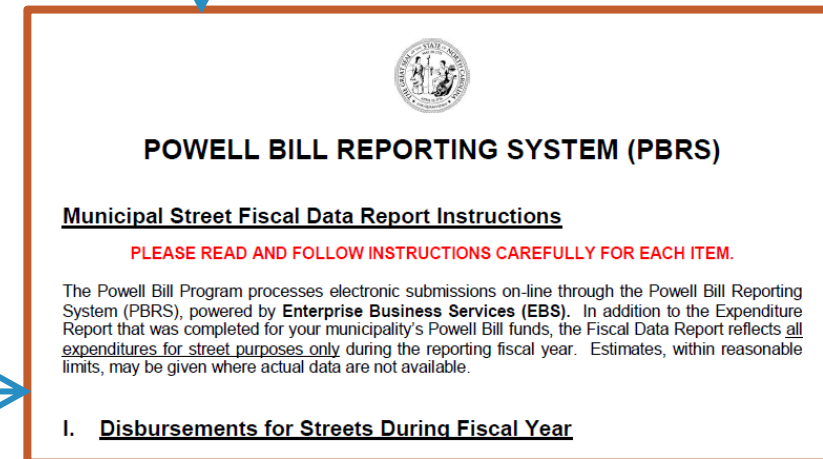 POWELL BILL REPORTING SYSTEM (PBRS)
Municipal Street Fiscal Data Report Instructions
PLEASE READ AND FOLLOW INSTRUCTIONS CAREFULLY FOR EACH ITEM.
The Powell Bill Program processes electronic submissions on-line through the Powell Bill Reporting
System (PBRS), powered by Enterprise Business Services (EBS). In addition to the Expenditure
Report that was completed for your municipality's Powell Bill funds, the Fiscal Data Report reflects all
expenditures for street purposes only during the reporting fiscal year. Estimates, within reasonable
limits, may be given where actual data are not available.
I. Disbursements for Streets During Fiscal Year